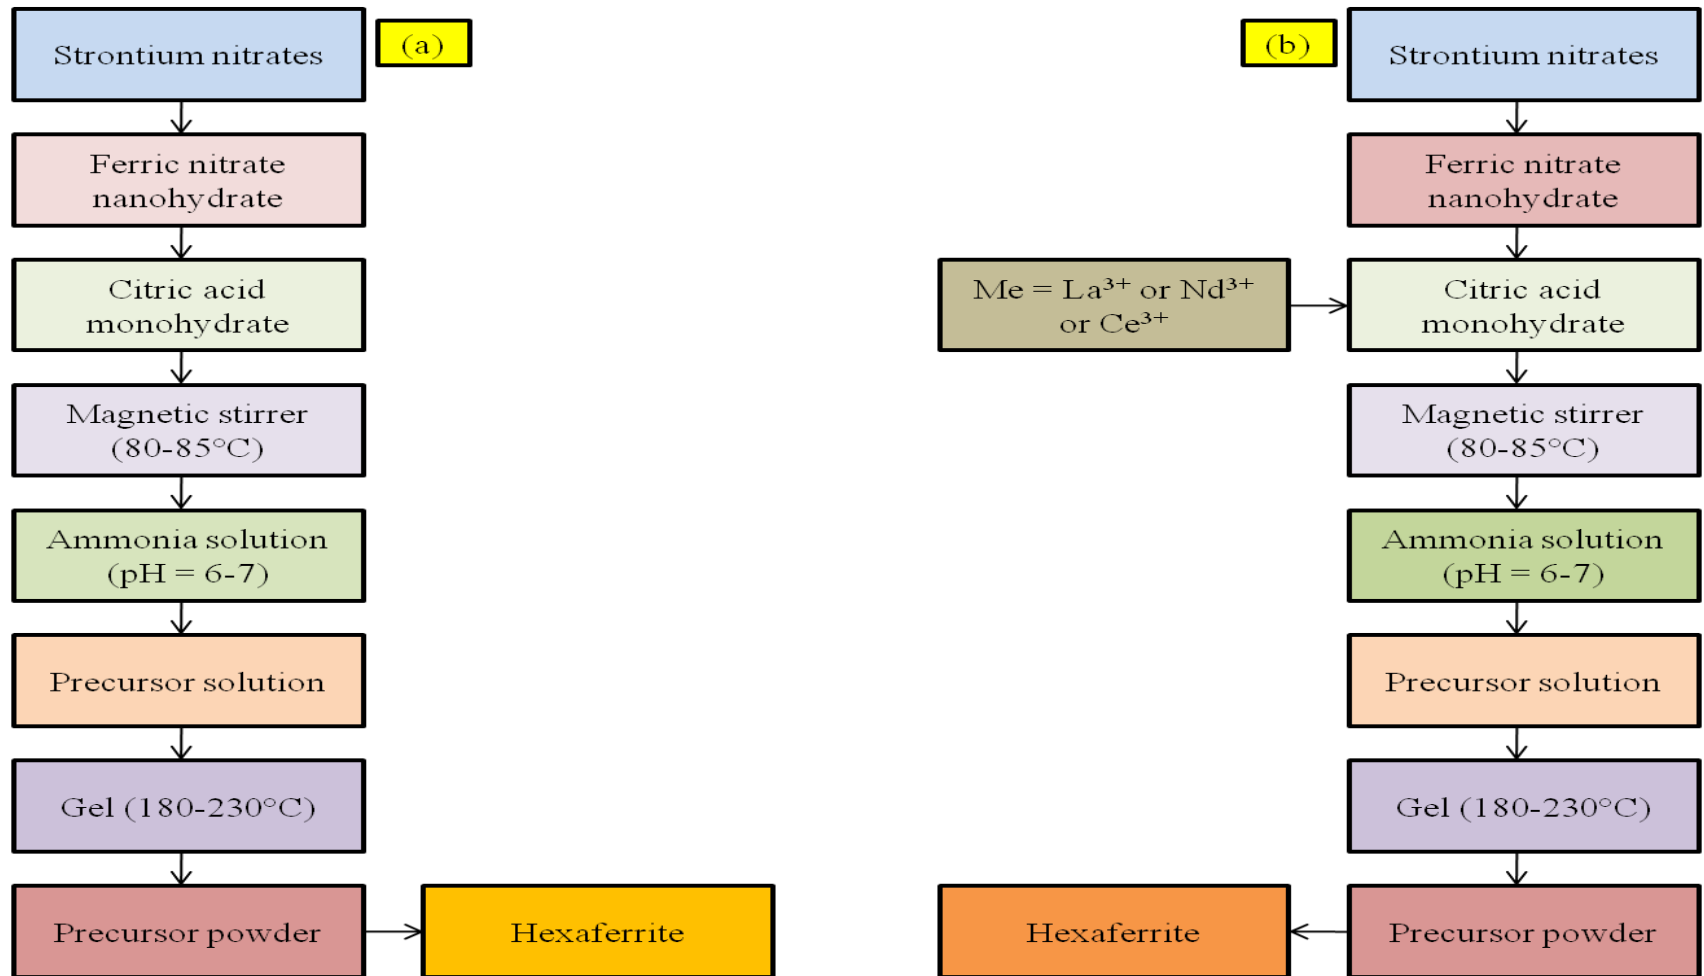 Strontium nitrates
(a)
Ferric nitrate
nanohydrate
Citric acid
monohydrate
Magnetic stirrer
(80-85°C)
Ammonia solution
(pH = 6-7)
Precursor solution
Gel (180-230°C)
Precursor powder
Hexaferrite
(b)
Strontium nitrates
Ferric nitrate
nanohydrate
Me = La³⁺ or Nd³⁺
or Ce³⁺
Citric acid
monohydrate
Magnetic stirrer
(80-85°C)
Ammonia solution
(pH = 6-7)
Precursor solution
Gel (180-230°C)
Precursor powder
Hexaferrite